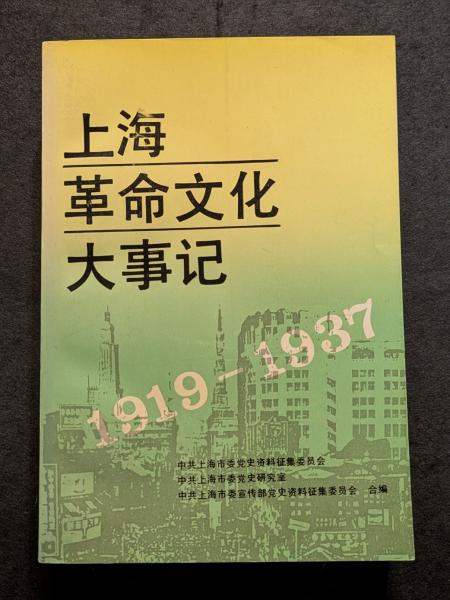 上海
革命文化
大事记
1919-1937
中共上海市委党史资料征集委员会
中共上海市委党史研究室
中共上海市委宣传部党史资料征集委员会 合编